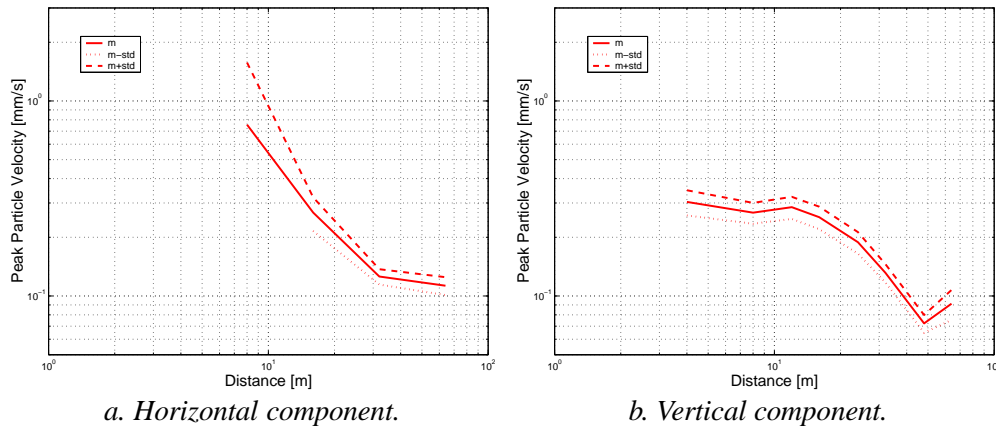 10⁰
10⁻¹
10⁰
10¹
10²
Peak Particle Velocity [mm/s]
Distance [m]
m
m−std
m+std
a. Horizontal component.
10⁰
10⁻¹
10⁰
10¹
10
Peak Particle Velocity [mm/s]
Distance [m]
m
m−std
m+std
b. Vertical component.